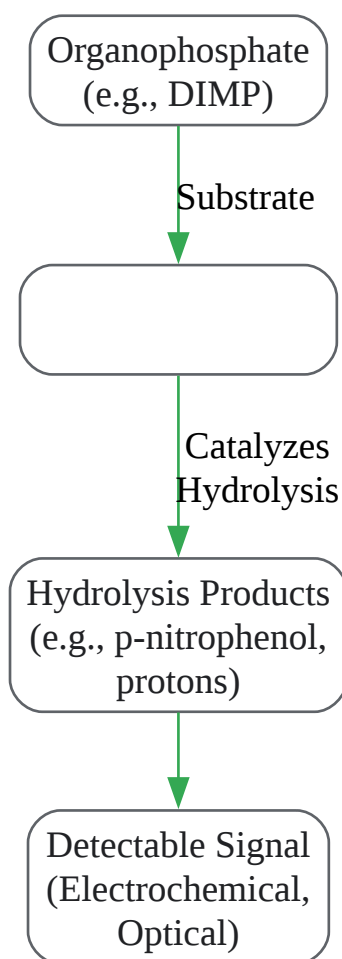 Organophosphate
(e.g., DIMP)
Substrate
Catalyzes
Hydrolysis
Hydrolysis Products
(e.g., p-nitrophenol,
protons)
Detectable Signal
(Electrochemical,
Optical)